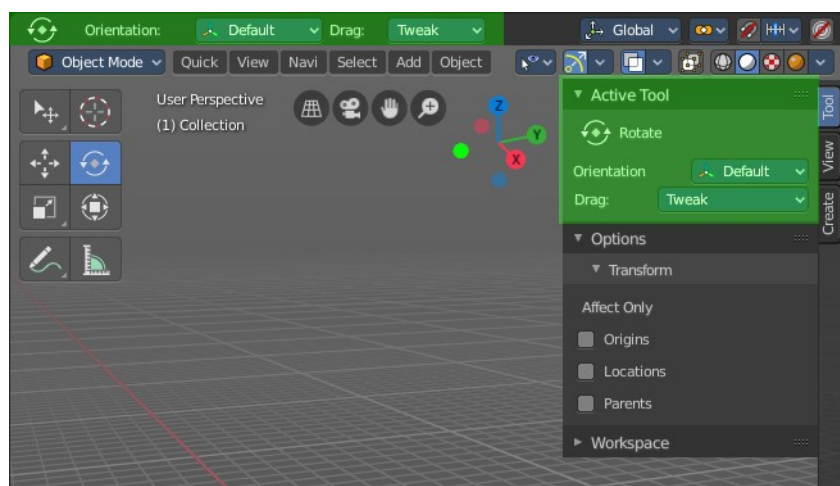 Orientation: Default Drag: Tweak Global
Object Mode Quick View Navi Select Add Object
User Perspective
(1) Collection
Z
Y
X
Active Tool
Rotate
Orientation Default
Drag: Tweak
Options
Transform
Affect Only
Origins
Locations
Parents
Workspace
Tool
View
Create